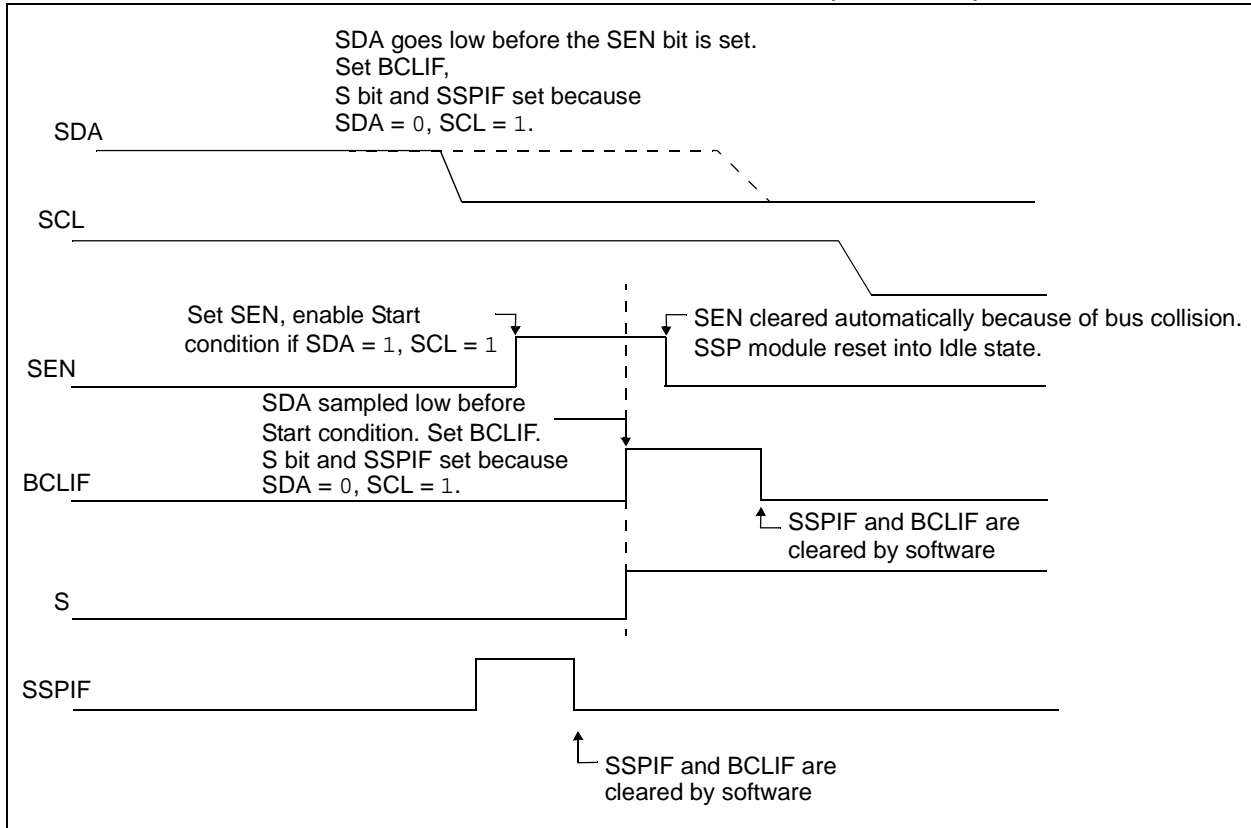 SDA goes low before the SEN bit is set.
Set BCLIF,
S bit and SSPIF set because
SDA = 0, SCL = 1.
SDA
SCL
Set SEN, enable Start
condition if SDA = 1, SCL = 1
SEN cleared automatically because of bus collision.
SSP module reset into Idle state.
SEN
SDA sampled low before
Start condition. Set BCLIF.
S bit and SSPIF set because
SDA = 0, SCL = 1.
BCLIF
SSPIF and BCLIF are
cleared by software
S
SSPIF
SSPIF and BCLIF are
cleared by software